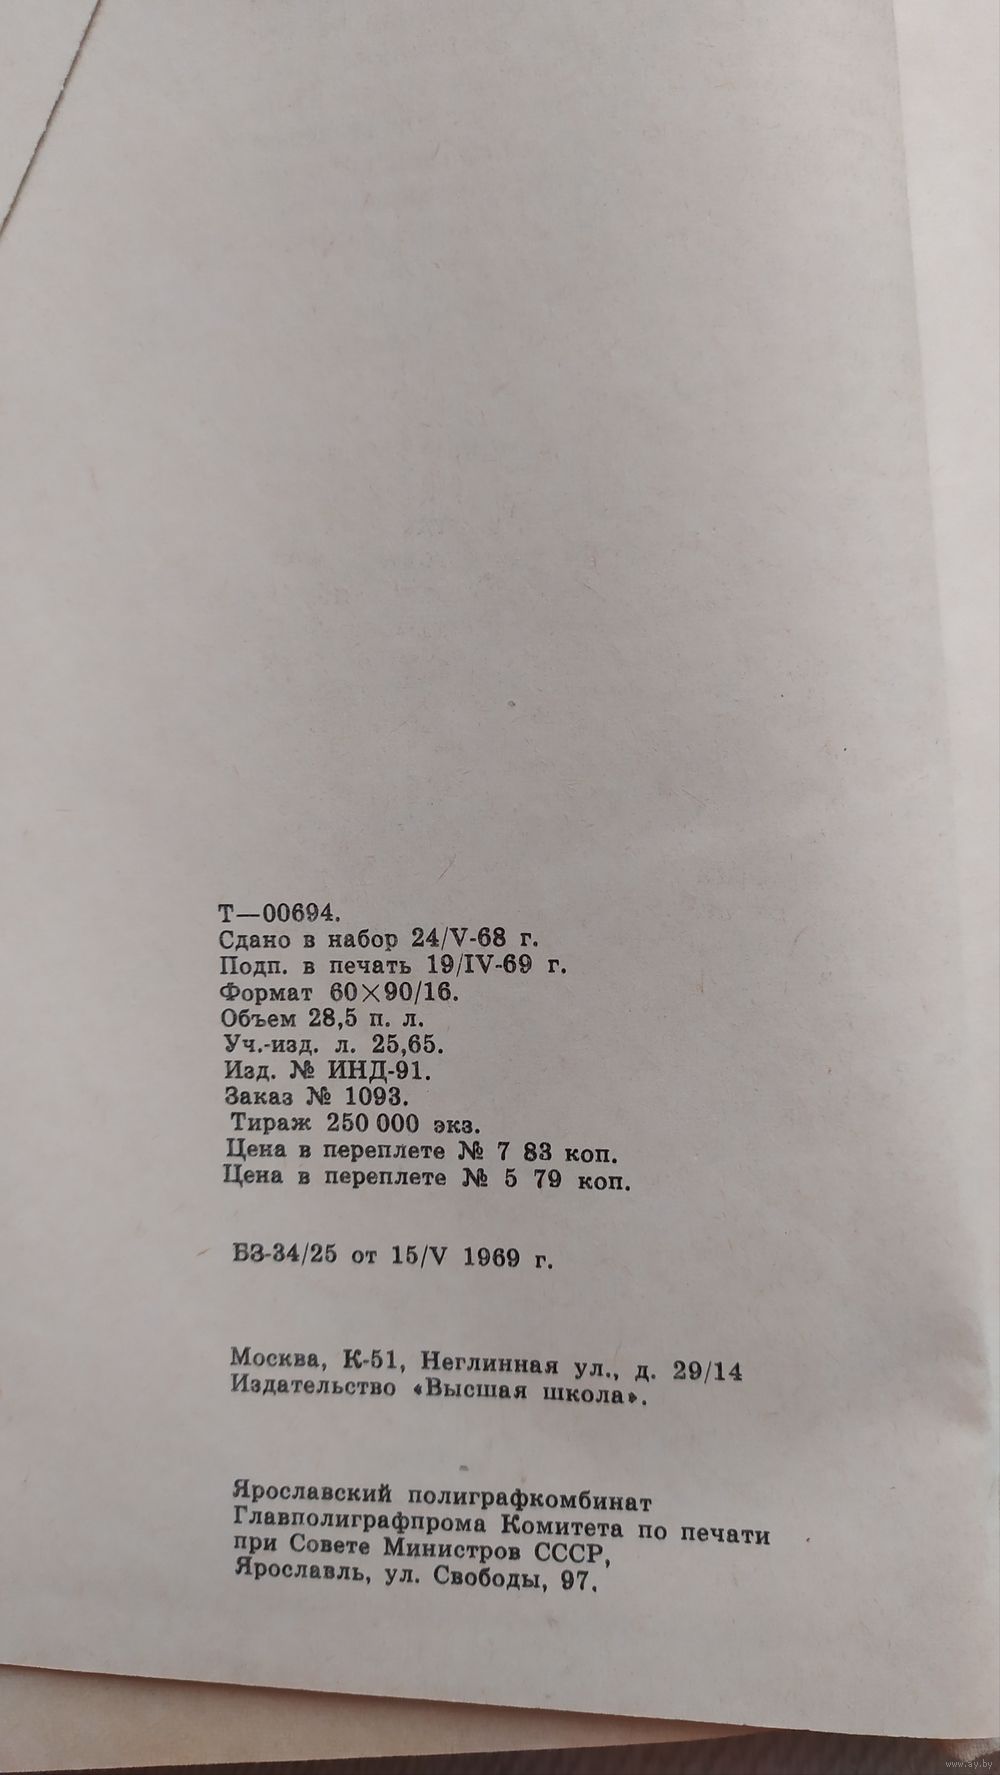 Т—00694.
Сдано в набор 24/V-68 г.
Подп. в печать 19/IV-69 г.
Формат 60×90/16.
Объем 28,5 п. л.
Уч.-изд. л. 25,65.
Изд. № ИНД-91.
Заказ № 1093.
Тираж 250 000 экз.
Цена в переплете № 7 83 коп.
Цена в переплете № 5 79 коп.
БЗ-34/25 от 15/V 1969 г.
Москва, К-51, Неглинная ул., д. 29/14
Издательство «Высшая школа».
Ярославский полиграфкомбинат
Главполиграфпрома Комитета по печати
при Совете Министров СССР,
Ярославль, ул. Свободы, 97.
www.ay.by